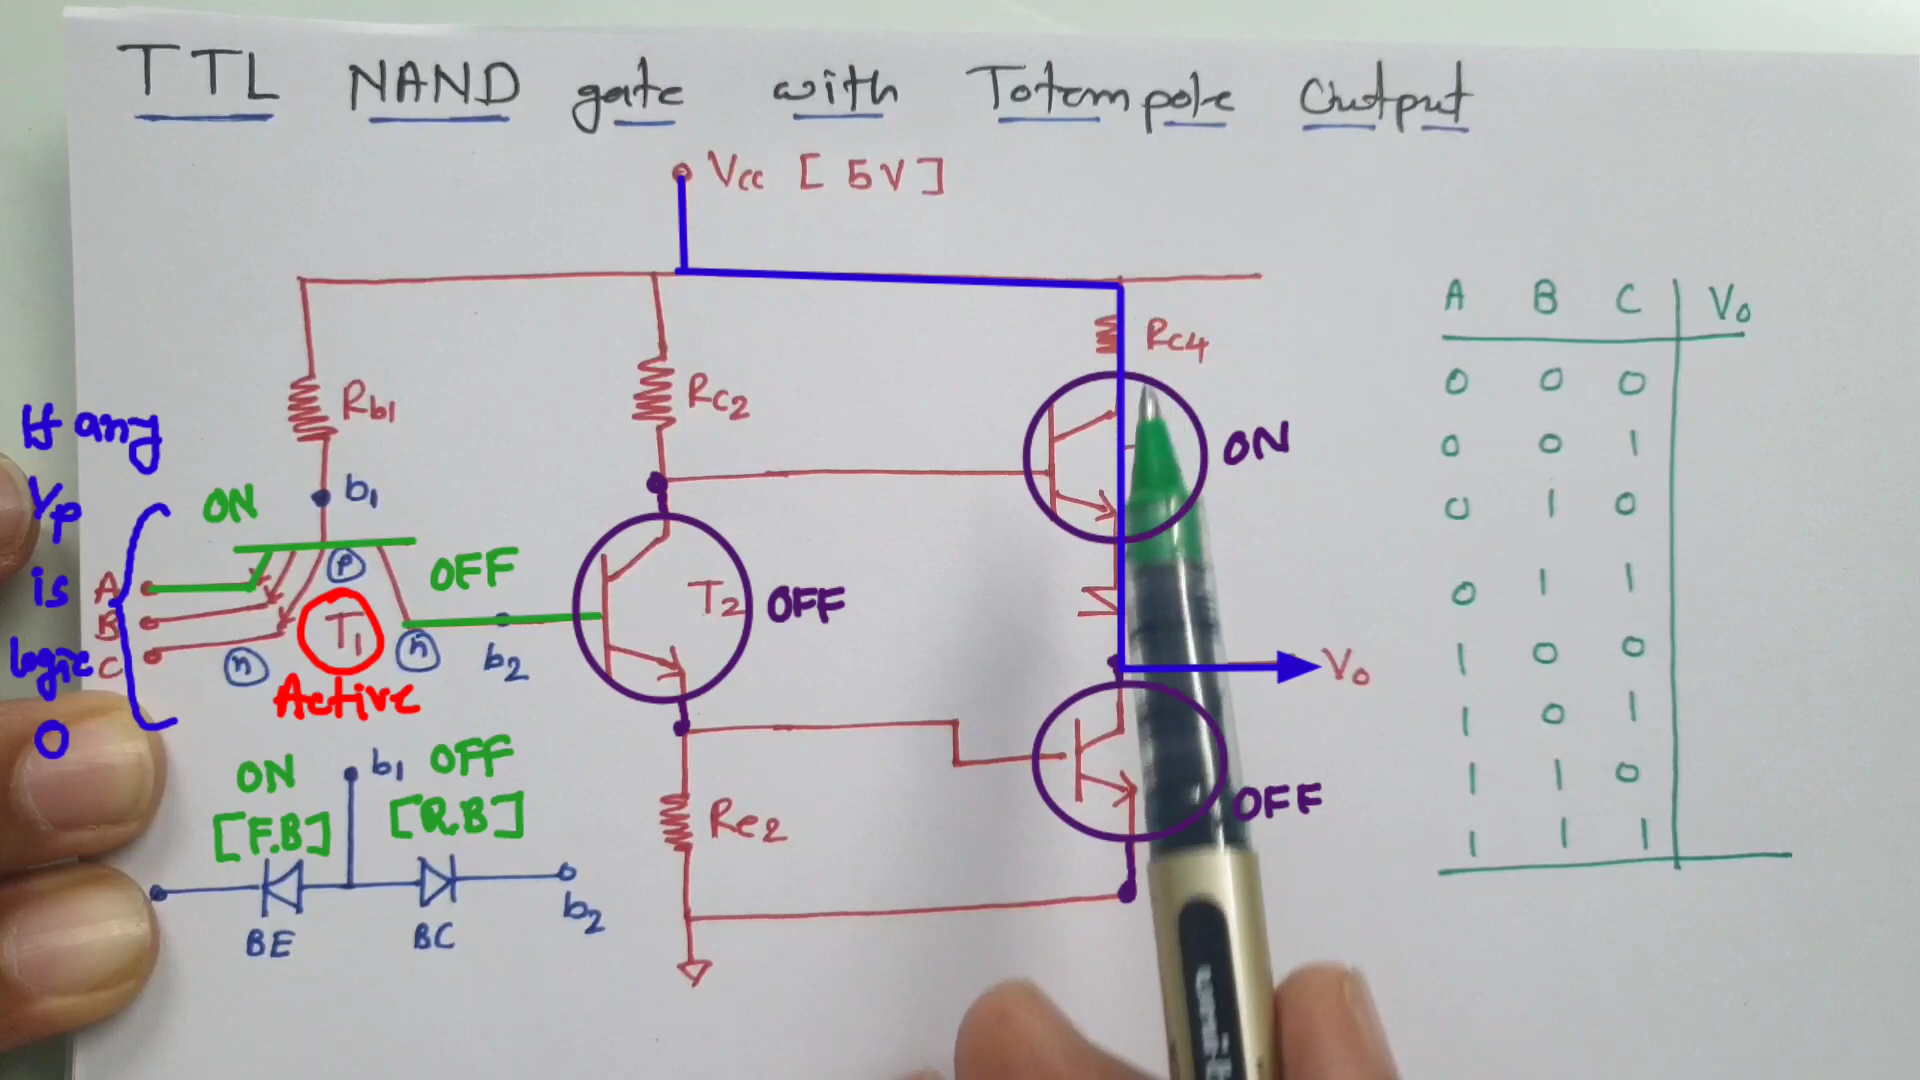 TTL NAND gate with Totempole Output
Vcc [ 5V ]
Rb1
Rc2
Rc4
If any
I/p
is
logic
0
ON
b1
p
OFF
A
B
C
n
T1
n
b2
Active
T2
OFF
ON
Vo
OFF
Re2
ON
[F.B]
b1
OFF
[R.B]
BE
BC
b2
A B C Vo
0 0 0
0 0 1
0 1 0
0 1 1
1 0 0
1 0 1
1 1 0
1 1 1